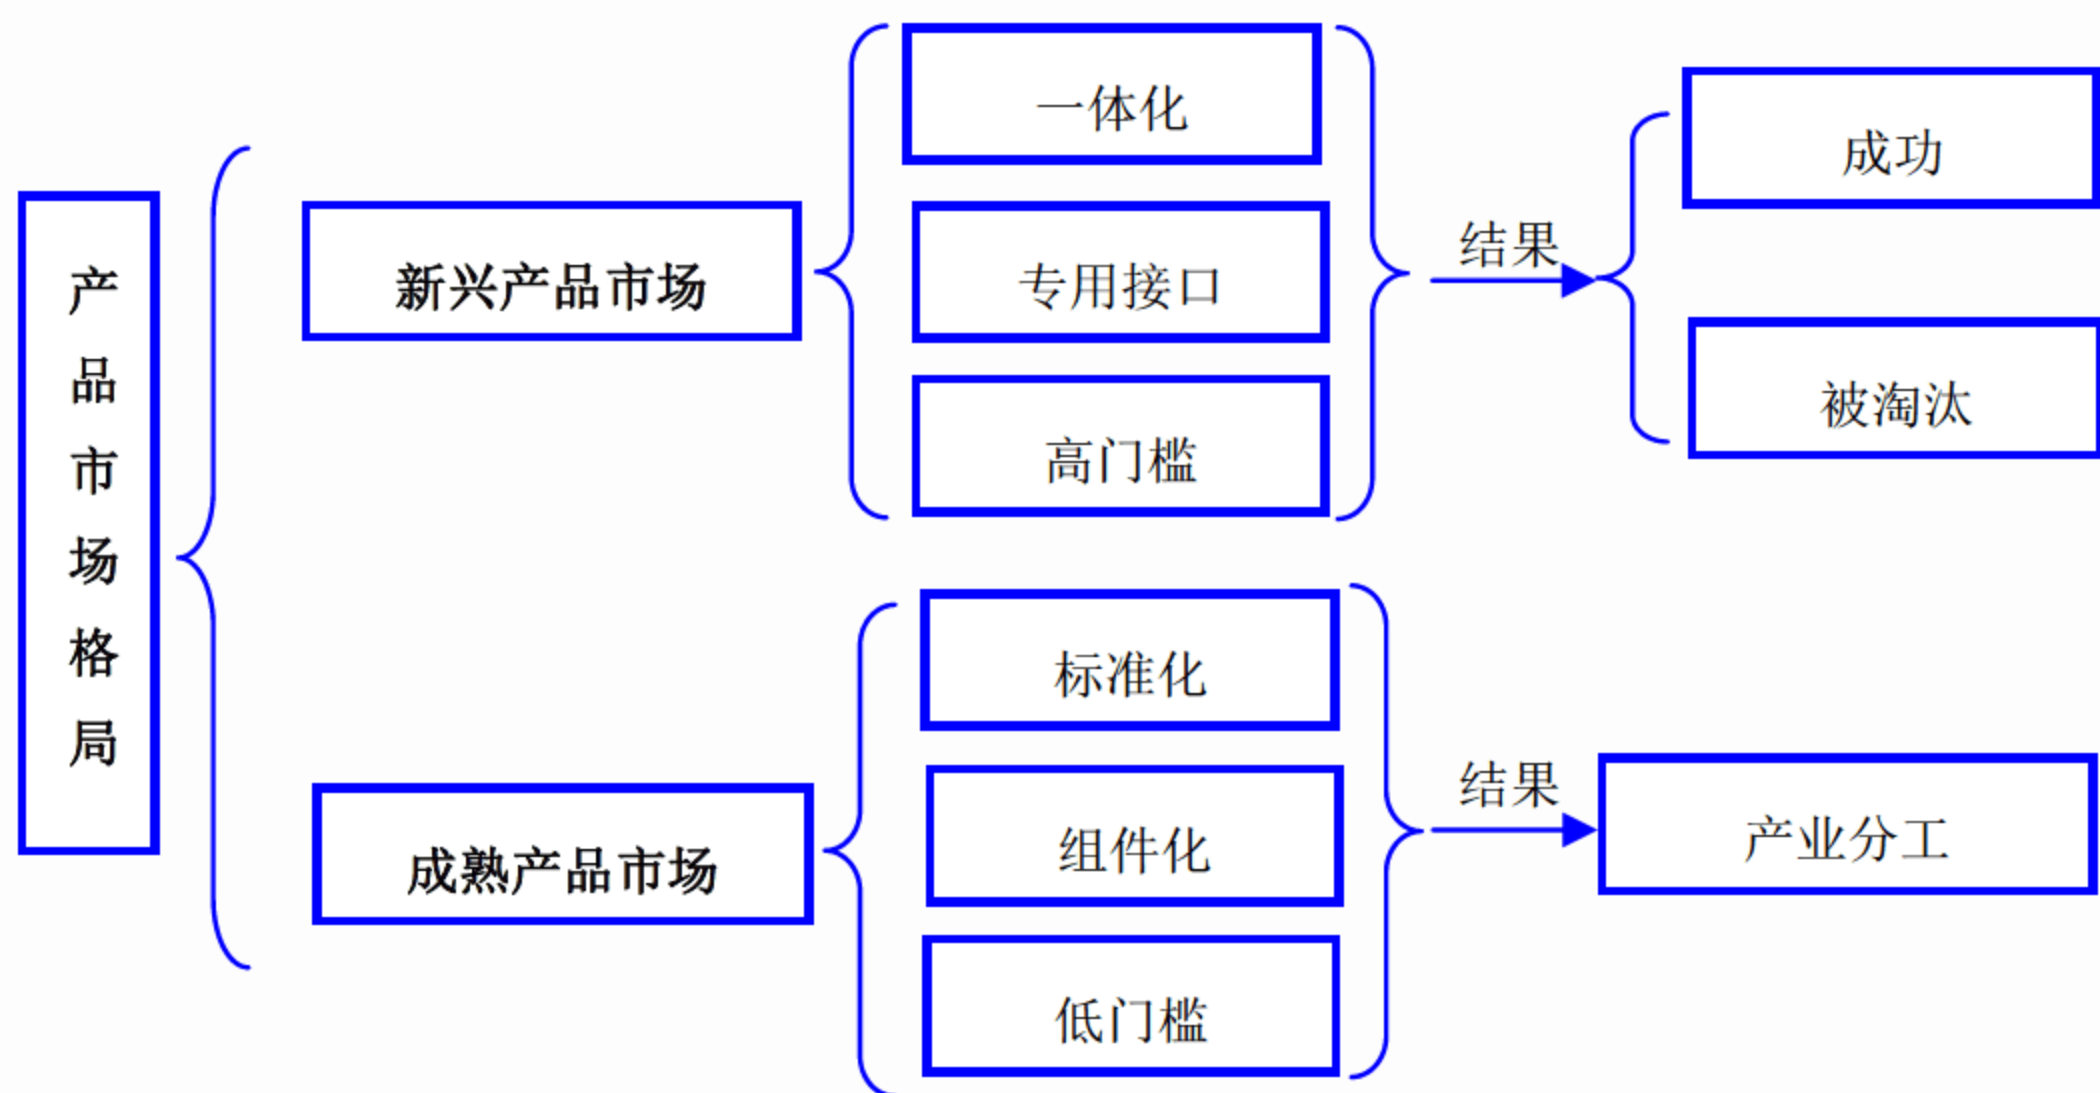 产品市场格局
新兴产品市场
一体化
专用接口
高门槛
结果
成功
被淘汰
成熟产品市场
标准化
组件化
低门槛
结果
产业分工